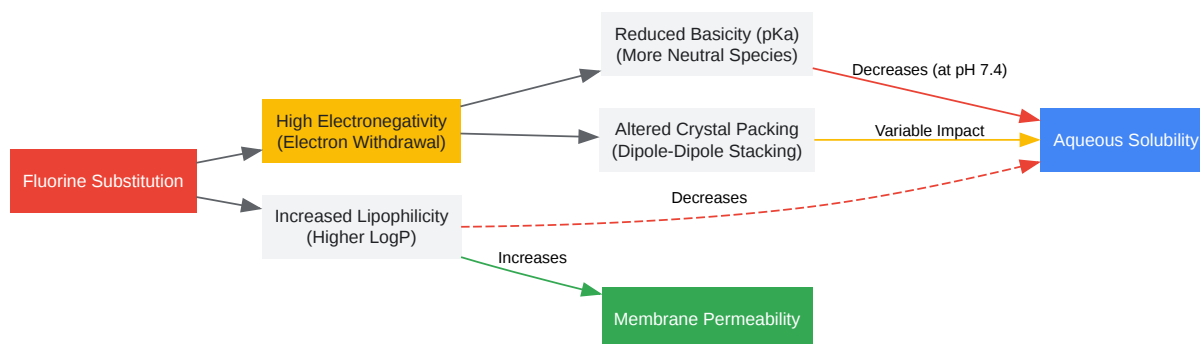 Fluorine Substitution
High Electronegativity
(Electron Withdrawal)
Increased Lipophilicity
(Higher LogP)
Reduced Basicity (pKa)
(More Neutral Species)
Altered Crystal Packing
(Dipole-Dipole Stacking)
Decreases (at pH 7.4)
Variable Impact
Decreases
Increases
Aqueous Solubility
Membrane Permeability